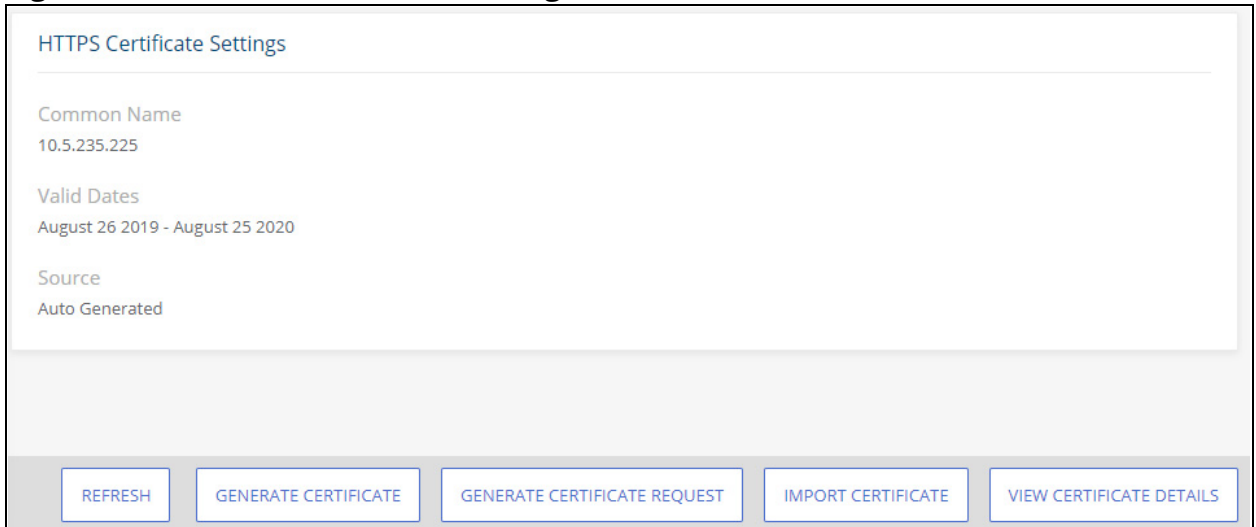 HTTPS Certificate Settings
Common Name
10.5.235.225
Valid Dates
August 26 2019 - August 25 2020
Source
Auto Generated
REFRESH GENERATE CERTIFICATE GENERATE CERTIFICATE REQUEST IMPORT CERTIFICATE VIEW CERTIFICATE DETAILS